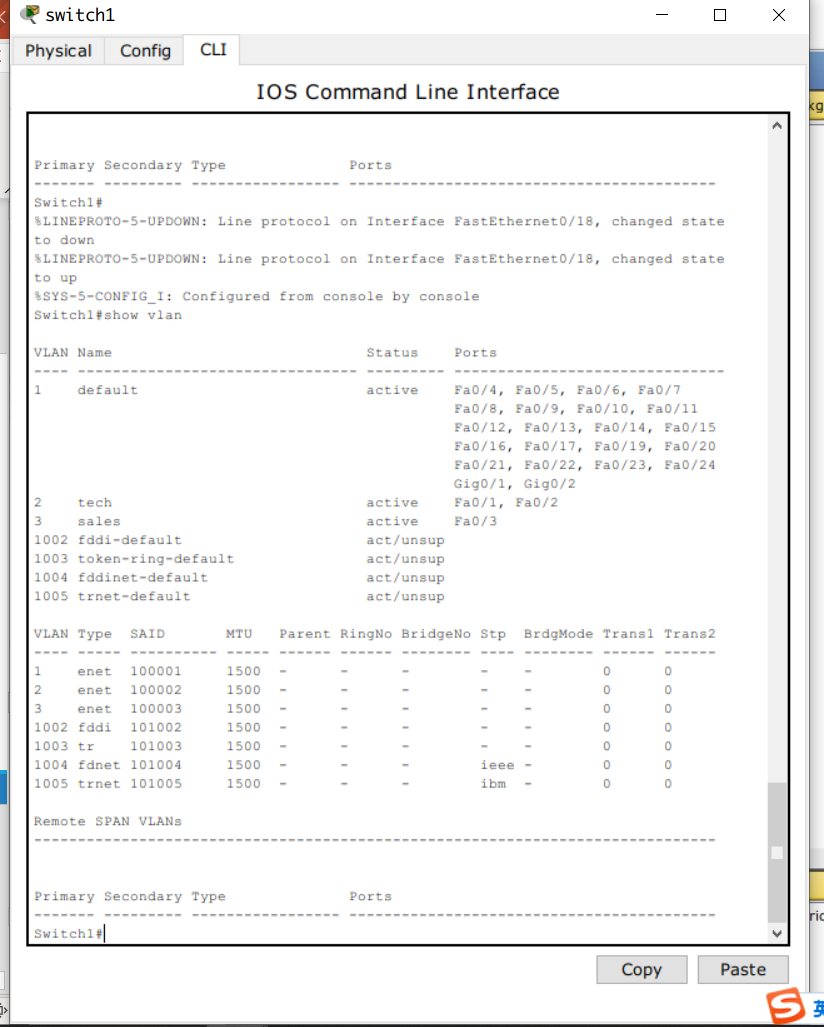 switch1
Physical Config CLI
IOS Command Line Interface
Primary Secondary Type Ports
------- --------- ----------------- ------------------------------------------
Switch1#
%LINEPROTO-5-UPDOWN: Line protocol on Interface FastEthernet0/18, changed state
to down
%LINEPROTO-5-UPDOWN: Line protocol on Interface FastEthernet0/18, changed state
to up
%SYS-5-CONFIG_I: Configured from console by console
Switch1#show vlan
VLAN Name Status Ports
---- -------------------------------- --------- -------------------------------
1 default active Fa0/4, Fa0/5, Fa0/6, Fa0/7
Fa0/8, Fa0/9, Fa0/10, Fa0/11
Fa0/12, Fa0/13, Fa0/14, Fa0/15
Fa0/16, Fa0/17, Fa0/19, Fa0/20
Fa0/21, Fa0/22, Fa0/23, Fa0/24
Gig0/1, Gig0/2
2 tech active Fa0/1, Fa0/2
3 sales active Fa0/3
1002 fddi-default act/unsup
1003 token-ring-default act/unsup
1004 fddinet-default act/unsup
1005 trnet-default act/unsup
VLAN Type SAID MTU Parent RingNo BridgeNo Stp BrdgMode Trans1 Trans2
---- ----- ---------- ----- ------ ------ -------- ---- -------- ------ ------
1 enet 100001 1500 - - - - - 0 0
2 enet 100002 1500 - - - - - 0 0
3 enet 100003 1500 - - - - - 0 0
1002 fddi 101002 1500 - - - - - 0 0
1003 tr 101003 1500 - - - - - 0 0
1004 fdnet 101004 1500 - - - ieee - 0 0
1005 trnet 101005 1500 - - - ibm - 0 0
Remote SPAN VLANs
------------------------------------------------------------------------------
Primary Secondary Type Ports
------- --------- ----------------- ------------------------------------------
Switch1#
Copy Paste
英